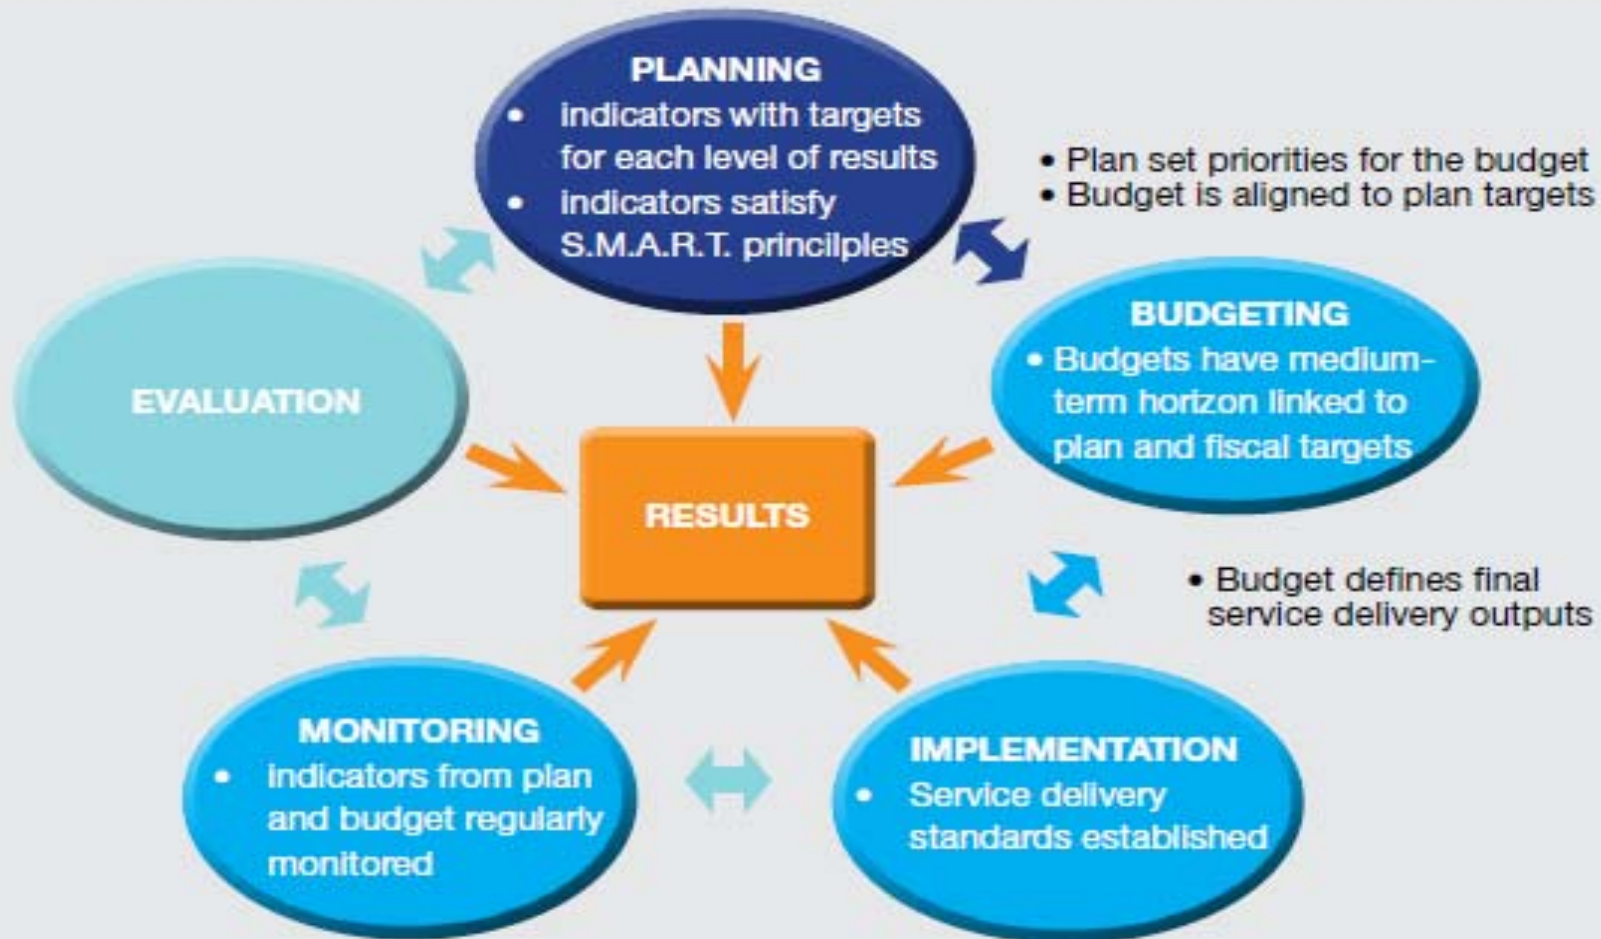 PLANNING
• indicators with targets
for each level of results
• indicators satisfy
S.M.A.R.T. princilples
• Plan set priorities for the budget
• Budget is aligned to plan targets
BUDGETING
• Budgets have medium-
term horizon linked to
plan and fiscal targets
EVALUATION
RESULTS
• Budget defines final
service delivery outputs
MONITORING
• indicators from plan
and budget regularly
monitored
IMPLEMENTATION
• Service delivery
standards established